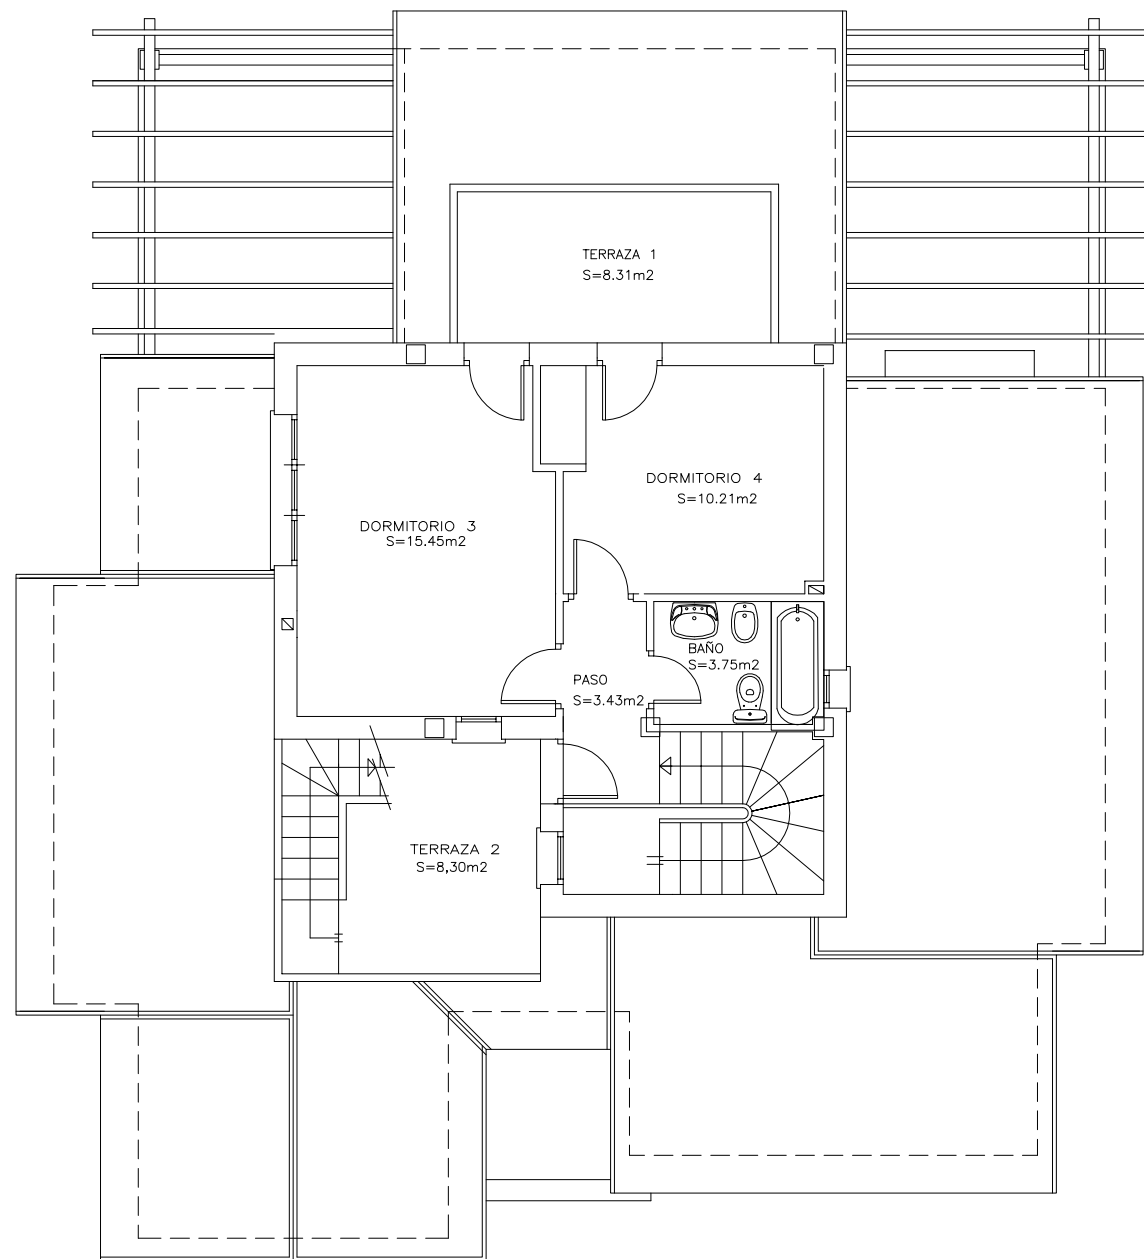 TERRAZA 1
S=8.31m2
DORMITORIO 4
S=10.21m2
DORMITORIO 3
S=15.45m2
BAÑO
S=3.75m2
PASO
S=3.43m2
TERRAZA 2
S=8,30m2